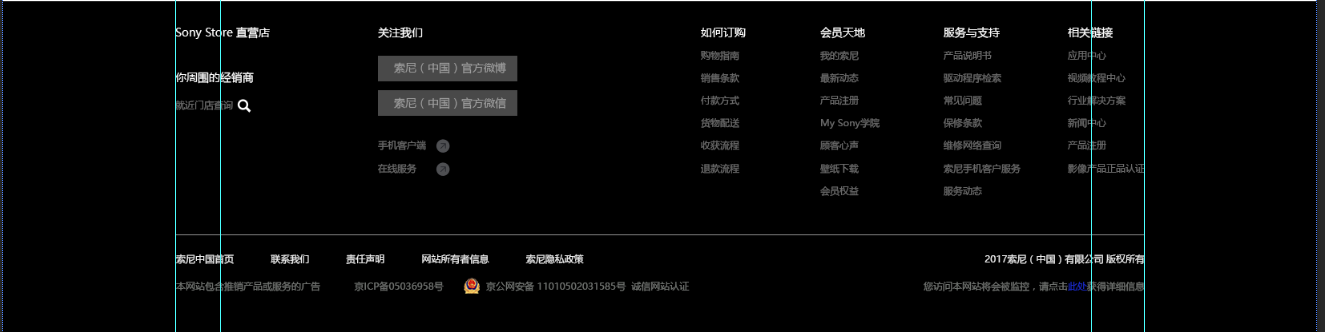 Sony Store 直营店
关注我们
如何订购
会员天地
服务与支持
相关链接
你周围的经销商
就近门店查询
索尼（中国）官方微博
索尼（中国）官方微信
手机客户端
在线服务
购物指南
销售条款
付款方式
货物配送
收获流程
退款流程
我的索尼
最新动态
产品注册
My Sony学院
顾客心声
壁纸下载
会员权益
产品说明书
驱动程序检索
常见问题
保修条款
维修网络查询
索尼手机客户服务
服务动态
应用中心
视频教程中心
行业解决方案
新闻中心
产品注册
影像产品正品认证
索尼中国首页 联系我们 责任声明 网站所有者信息 索尼隐私政策 2017索尼（中国）有限公司 版权所有
本网站包含推销产品或服务的广告 京ICP备05036958号 京公网安备 11010502031585号 诚信网站认证 您访问本网站将会被监控，请点击此处获得详细信息